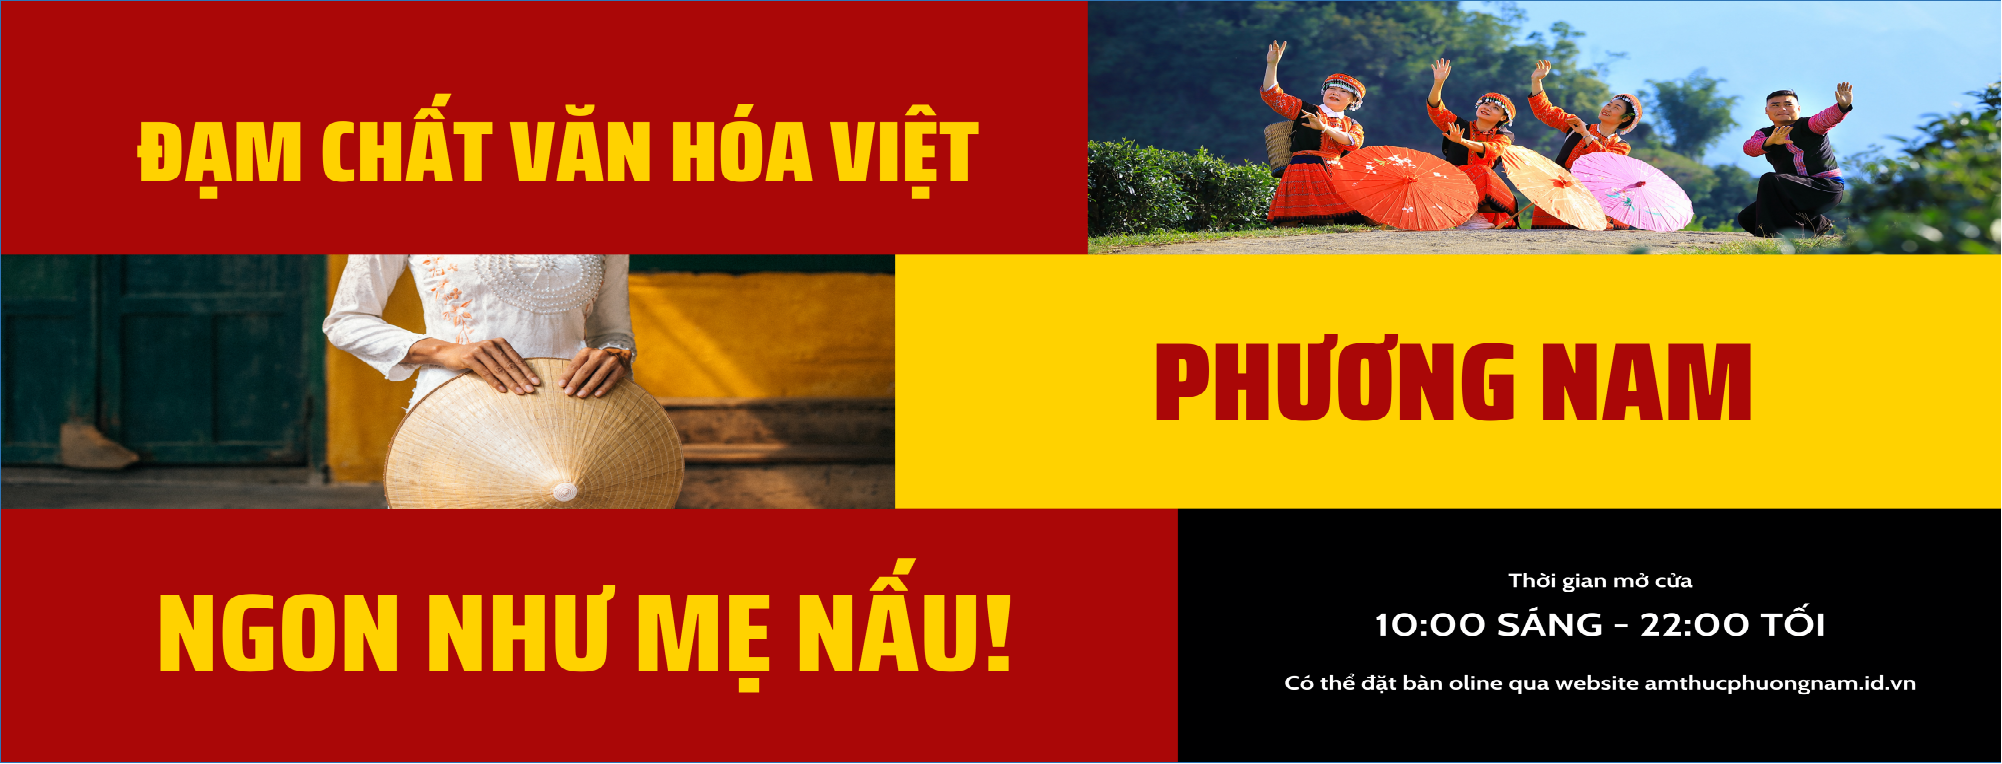 ĐẠM CHẤT VĂN HÓA VIỆT
PHƯƠNG NAM
NGON NHƯ MẸ NẤU!
Thời gian mở cửa
10:00 SÁNG - 22:00 TỐI
Có thể đặt bàn oline qua website amthucphuongnam.id.vn